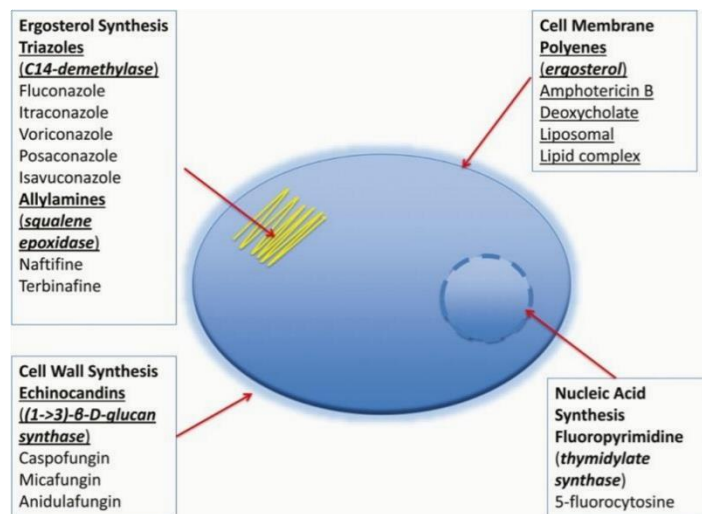 Ergosterol Synthesis
Triazoles
(C14-demethylase)
Fluconazole
Itraconazole
Voriconazole
Posaconazole
Isavuconazole
Allylamines
(squalene
epoxidase)
Naftifine
Terbinafine
Cell Membrane
Polyenes
(ergosterol)
Amphotericin B
Deoxycholate
Liposomal
Lipid complex
Cell Wall Synthesis
Echinocandins
((1->3)-β-D-glucan
synthase)
Caspofungin
Micafungin
Anidulafungin
Nucleic Acid
Synthesis
Fluoropyrimidine
(thymidylate
synthase)
5-fluorocytosine